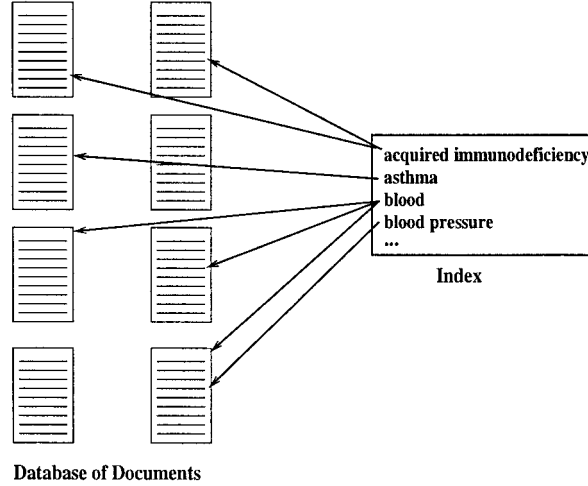 acquired immunodeficiency
asthma
blood
blood pressure
...
Index
Database of Documents